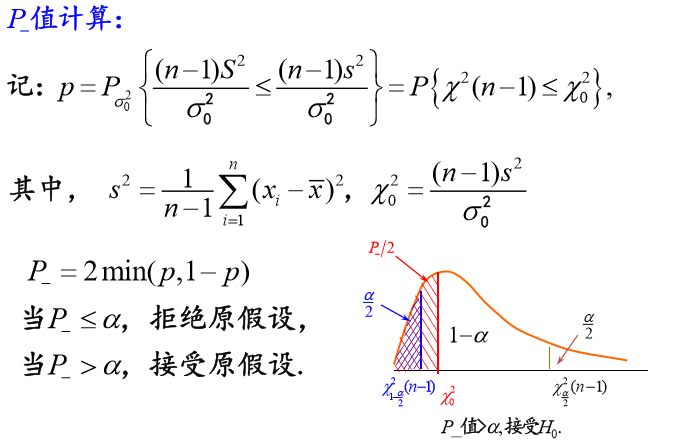 P_值计算：
记：p = P_{σ₀²}{ (n−1)S²/σ₀² ≤ (n−1)s²/σ₀² } = P{χ²(n−1) ≤ χ₀²},
其中， s² = 1/(n−1) ∑_{i=1}^{n} (x_i − x̄)²， χ₀² = (n−1)s²/σ₀²
P_ = 2min(p,1−p)
当P_ ≤ α，拒绝原假设，
当P_ > α，接受原假设.
P_/2
α/2
1−α
α/2
χ²_{1−α/2}(n−1)
χ₀²
χ²_{α/2}(n−1)
P_值>α,接受H₀.